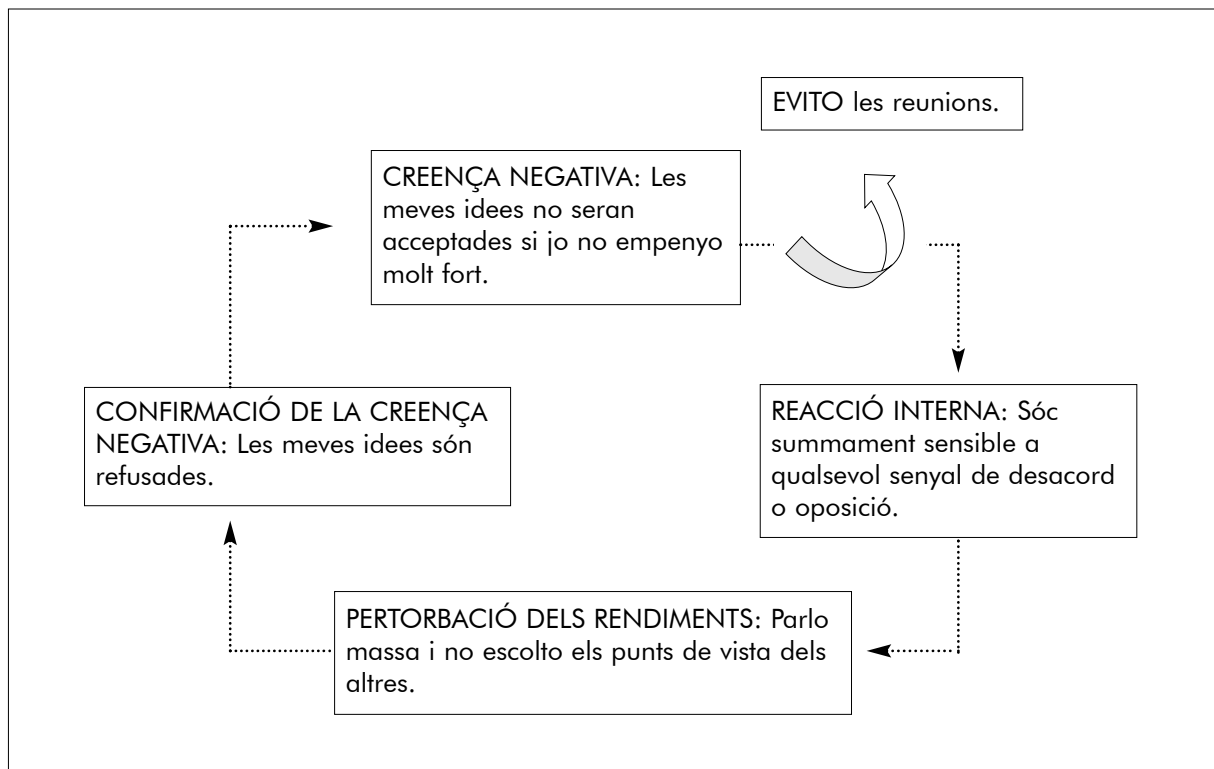 EVITO les reunions.
CREENÇA NEGATIVA: Les
meves idees no seran
acceptades si jo no empenyo
molt fort.
REACCIÓ INTERNA: Sóc
summament sensible a
qualsevol senyal de desacord
o oposició.
PERTORBACIÓ DELS RENDIMENTS: Parlo
massa i no escolto els punts de vista dels
altres.
CONFIRMACIÓ DE LA CREENÇA
NEGATIVA: Les meves idees són
refusades.